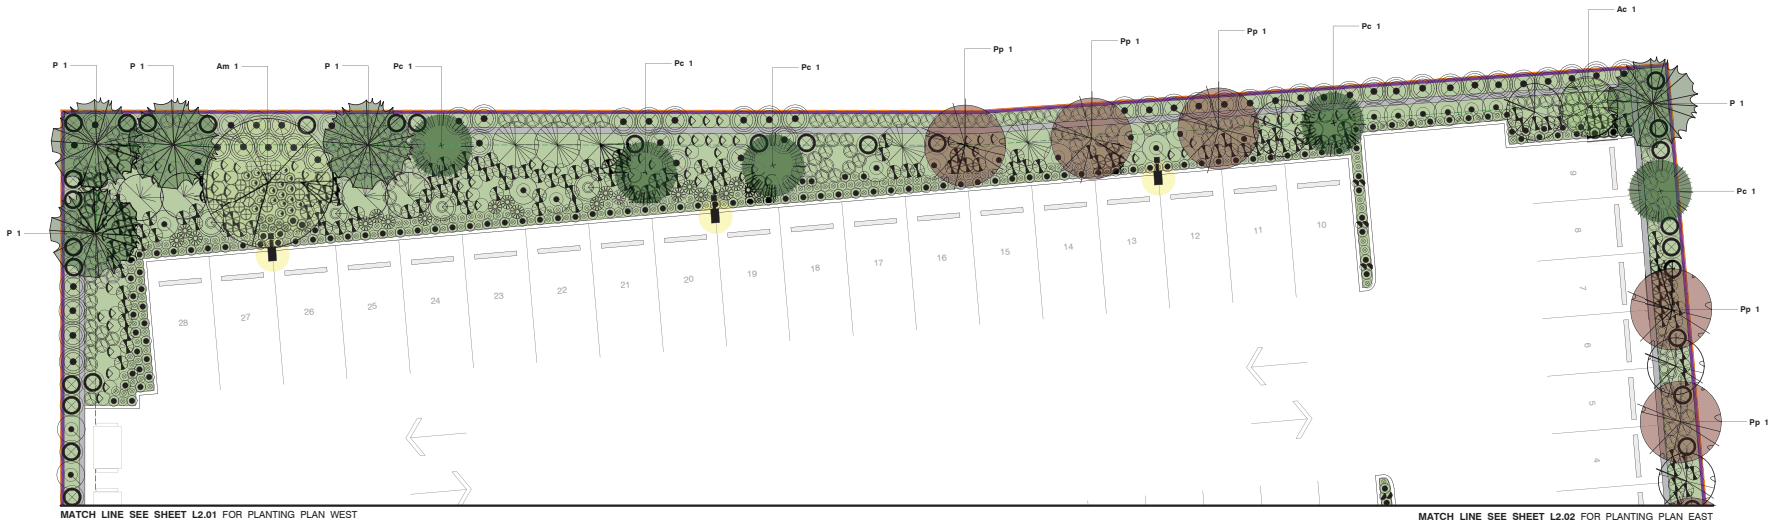 Ac 1
Pc 1
Pp 1
Pp 1
Pp 1
P 1
P 1
Am 1
P 1
Pc 1
Pc 1
Pc 1
P 1
Pc 1
P 1
Pp 1
Pp 1
28
27
26
25
24
23
22
21
20
19
18
17
16
15
14
13
12
11
10
9
8
7
6
5
4
MATCH LINE SEE SHEET L2.01 FOR PLANTING PLAN WEST
MATCH LINE SEE SHEET L2.02 FOR PLANTING PLAN EAST